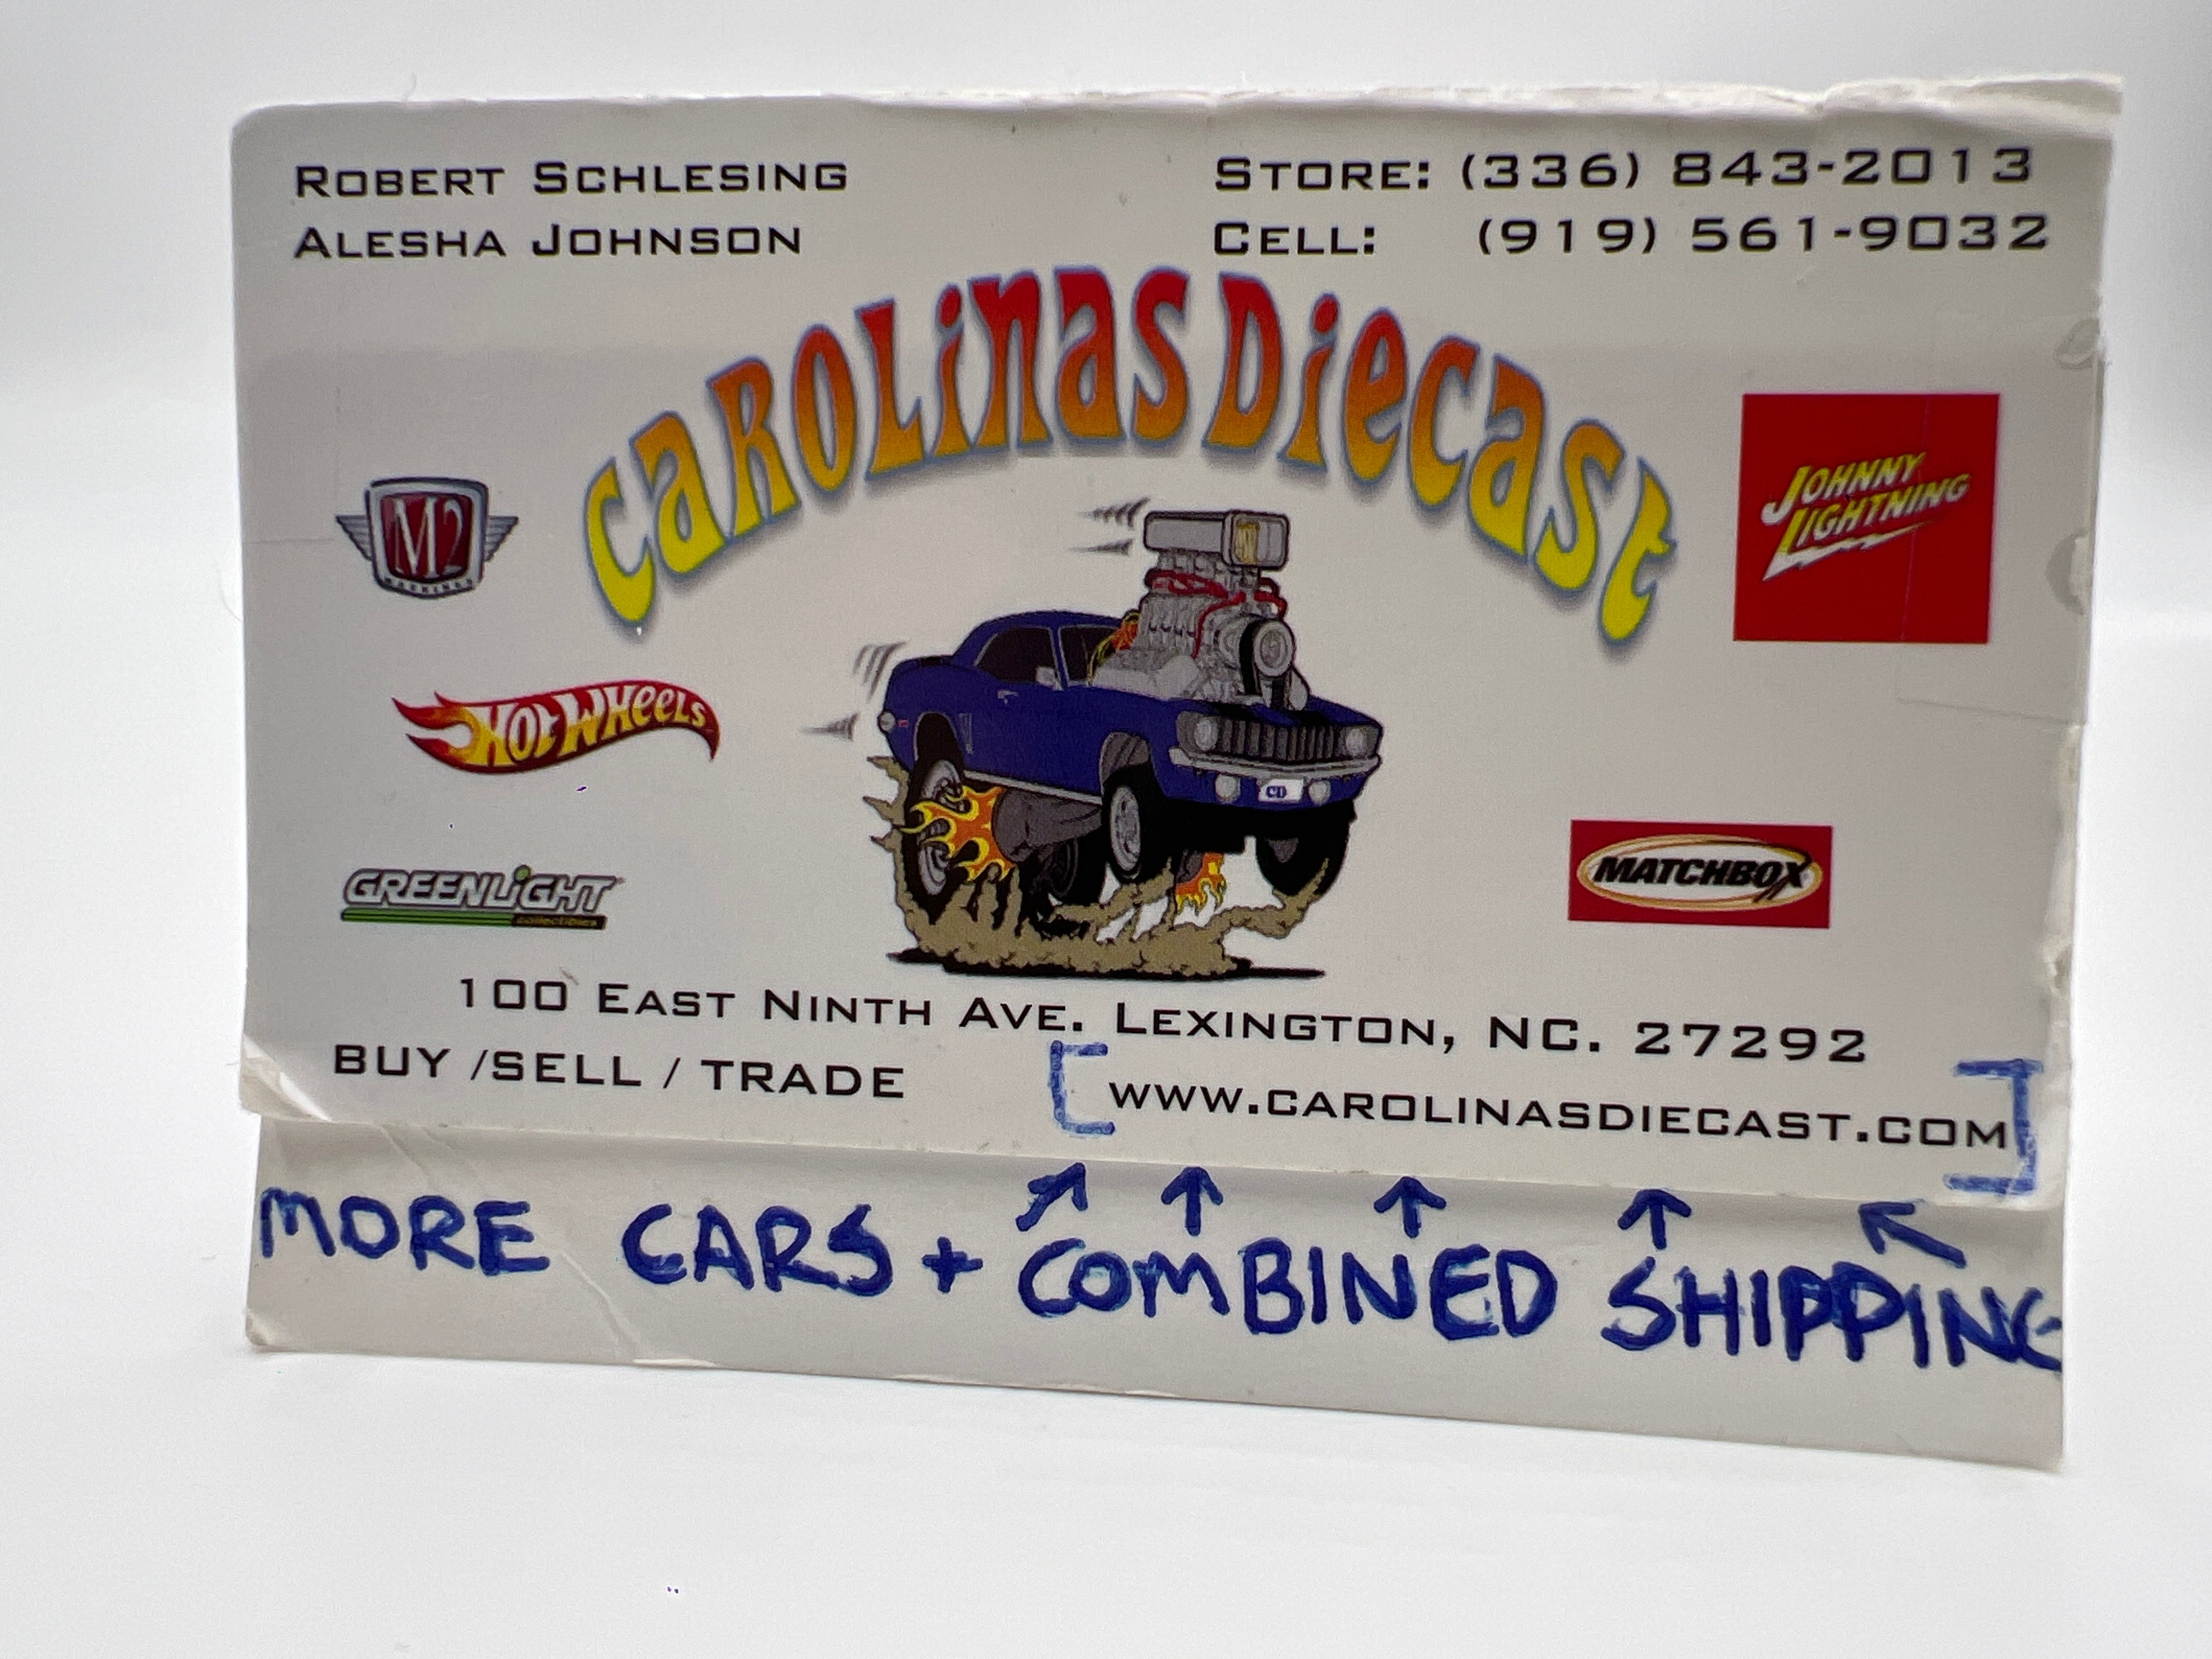 ROBERT SCHLESING
ALESHA JOHNSON
STORE: (336) 843-2013
CELL: (919) 561-9032
CAROLINAS DIECAST
M2
MACHINES
JOHNNY
LIGHTNING
HOT WHEELS
CD
MATCHBOX
GREENLIGHT
collectibles
100 EAST NINTH AVE. LEXINGTON, NC. 27292
BUY /SELL / TRADE
[WWW.CAROLINASDIECAST.COM]
MORE CARS + COMBINED SHIPPING